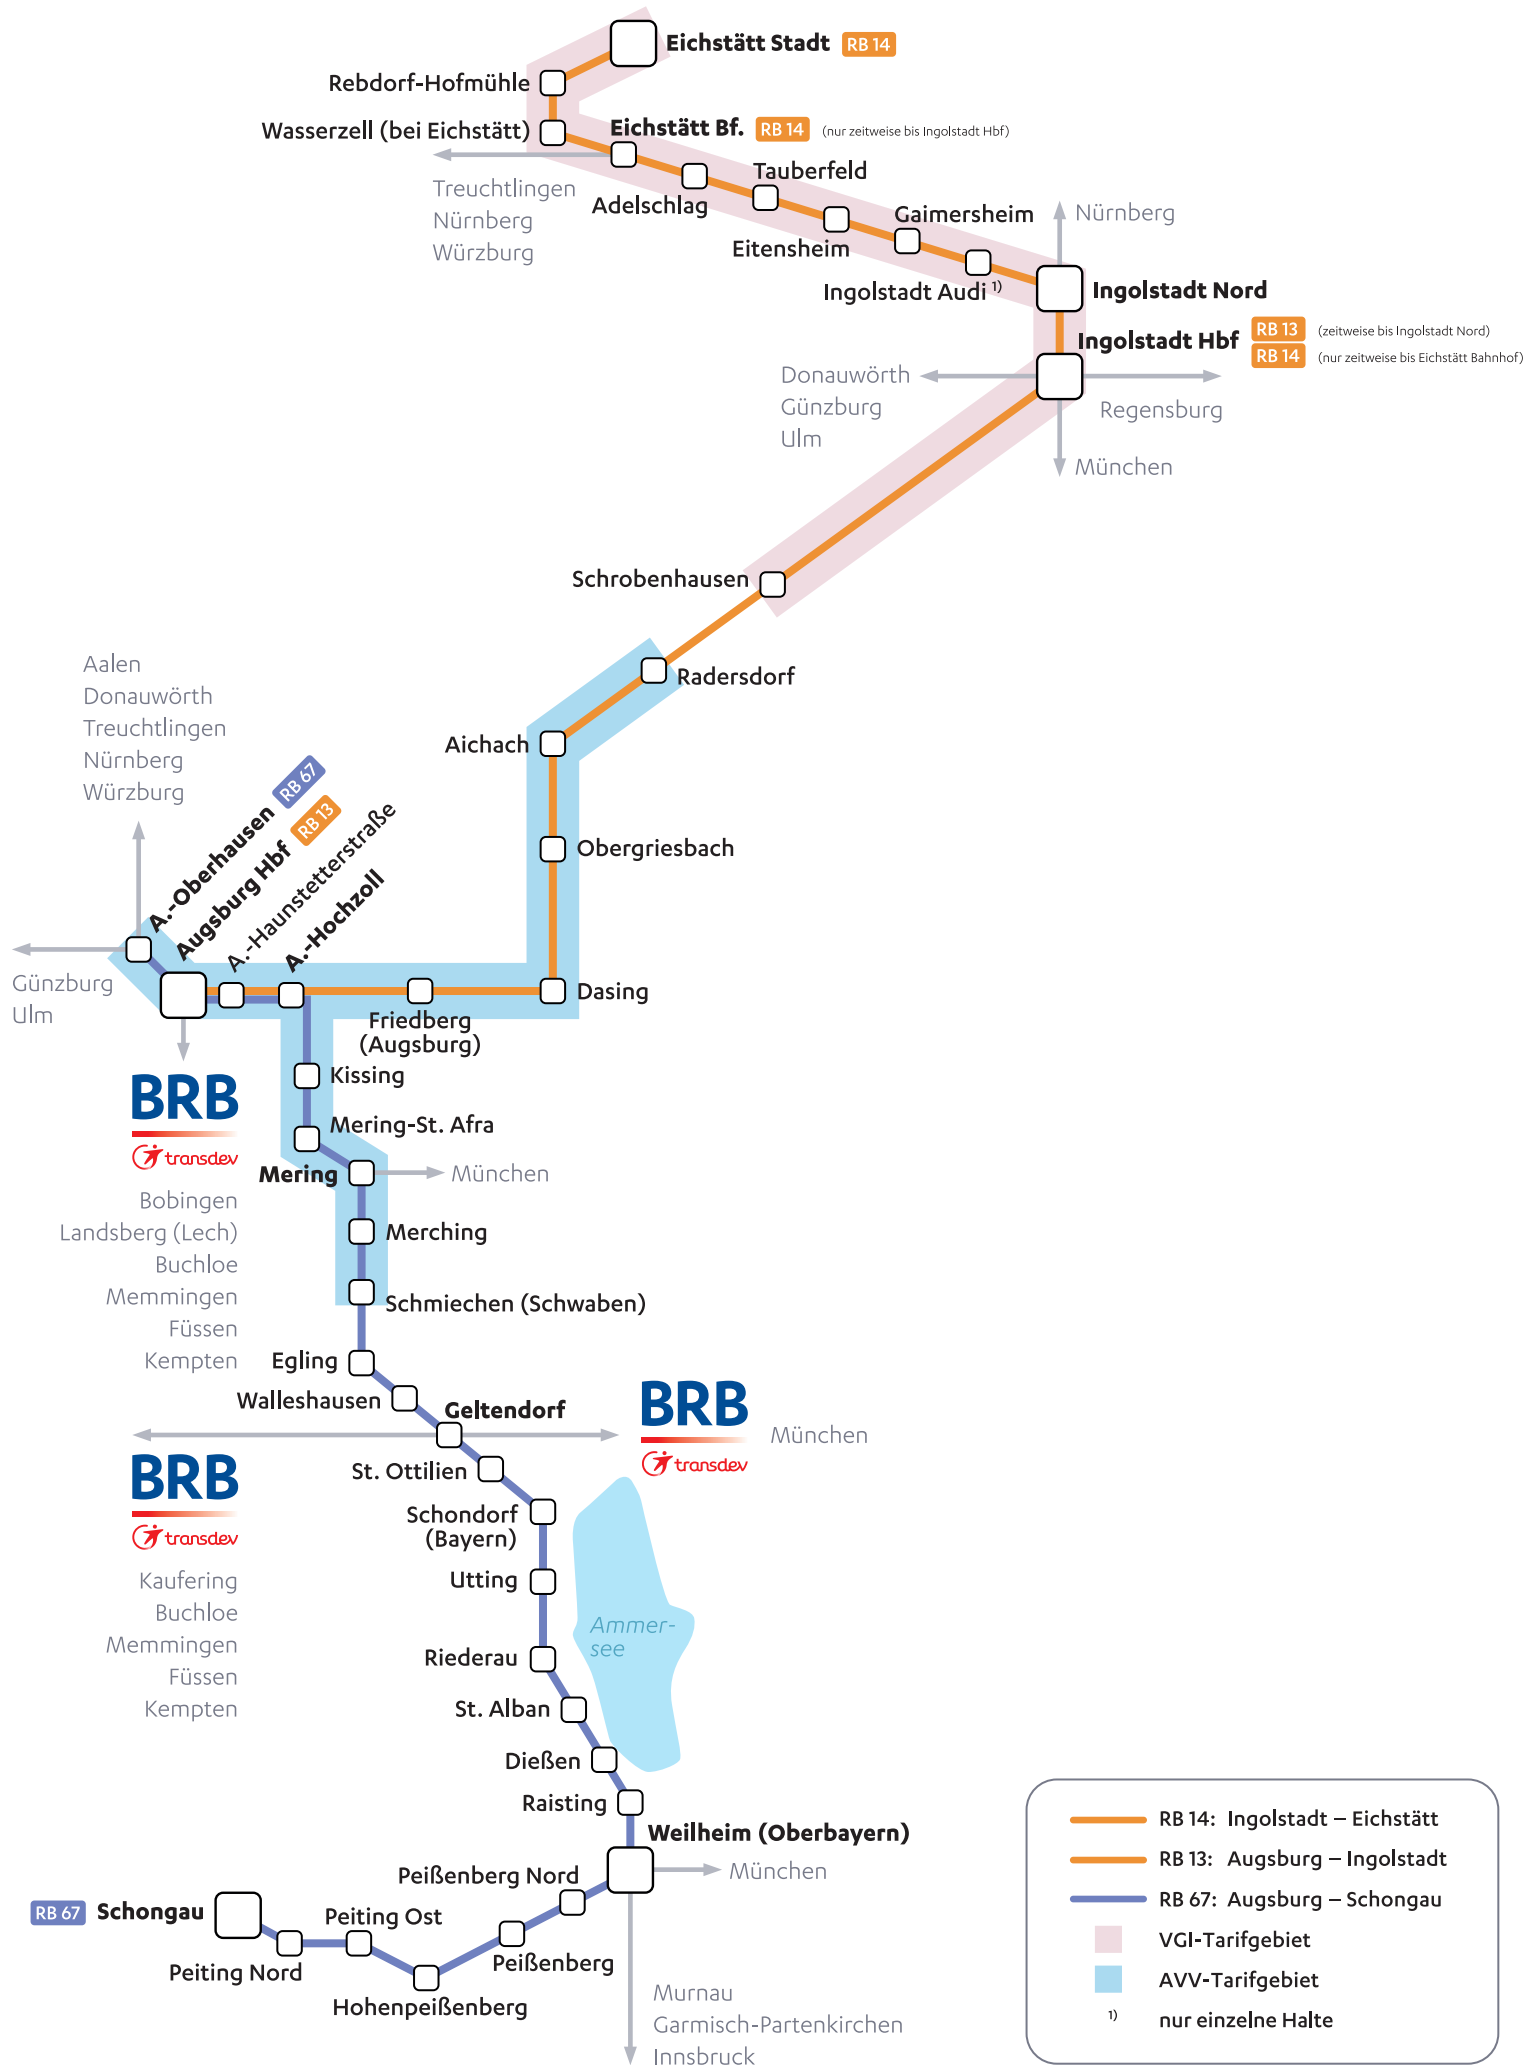 Eichstätt Stadt RB 14
Rebdorf-Hofmühle
Wasserzell (bei Eichstätt)
Eichstätt Bf. RB 14 (nur zeitweise bis Ingolstadt Hbf)
Treuchtlingen
Nürnberg
Würzburg
Tauberfeld
Adelschlag
Gaimersheim
Nürnberg
Eitensheim
Ingolstadt Audi 1)
Ingolstadt Nord
Ingolstadt Hbf
RB 13 (zeitweise bis Ingolstadt Nord)
RB 14 (nur zeitweise bis Eichstätt Bahnhof)
Donauwörth
Günzburg
Ulm
Regensburg
München
Schrobenhausen
Radersdorf
Aichach
Obergriesbach
Dasing
Aalen
Donauwörth
Treuchtlingen
Nürnberg
Würzburg
A.-Oberhausen RB 67
Augsburg Hbf RB 13
A.-Haunstetterstraße
A.-Hochzoll
Günzburg
Ulm
Friedberg
(Augsburg)
Kissing
BRB
transdev
Mering-St. Afra
Mering
München
Bobingen
Landsberg (Lech)
Buchloe
Memmingen
Füssen
Kempten
Merching
Schmiechen (Schwaben)
Egling
Walleshausen
Geltendorf
BRB
transdev
München
BRB
transdev
Kaufering
Buchloe
Memmingen
Füssen
Kempten
St. Ottilien
Schondorf
(Bayern)
Utting
Ammer-
see
Riederau
St. Alban
Dießen
Raisting
Weilheim (Oberbayern)
München
Peißenberg Nord
RB 67 Schongau
Peiting Ost
Peiting Nord
Peißenberg
Hohenpeißenberg
Murnau
Garmisch-Partenkirchen
Innsbruck
RB 14: Ingolstadt – Eichstätt
RB 13: Augsburg – Ingolstadt
RB 67: Augsburg – Schongau
VGI-Tarifgebiet
AVV-Tarifgebiet
1) nur einzelne Halte